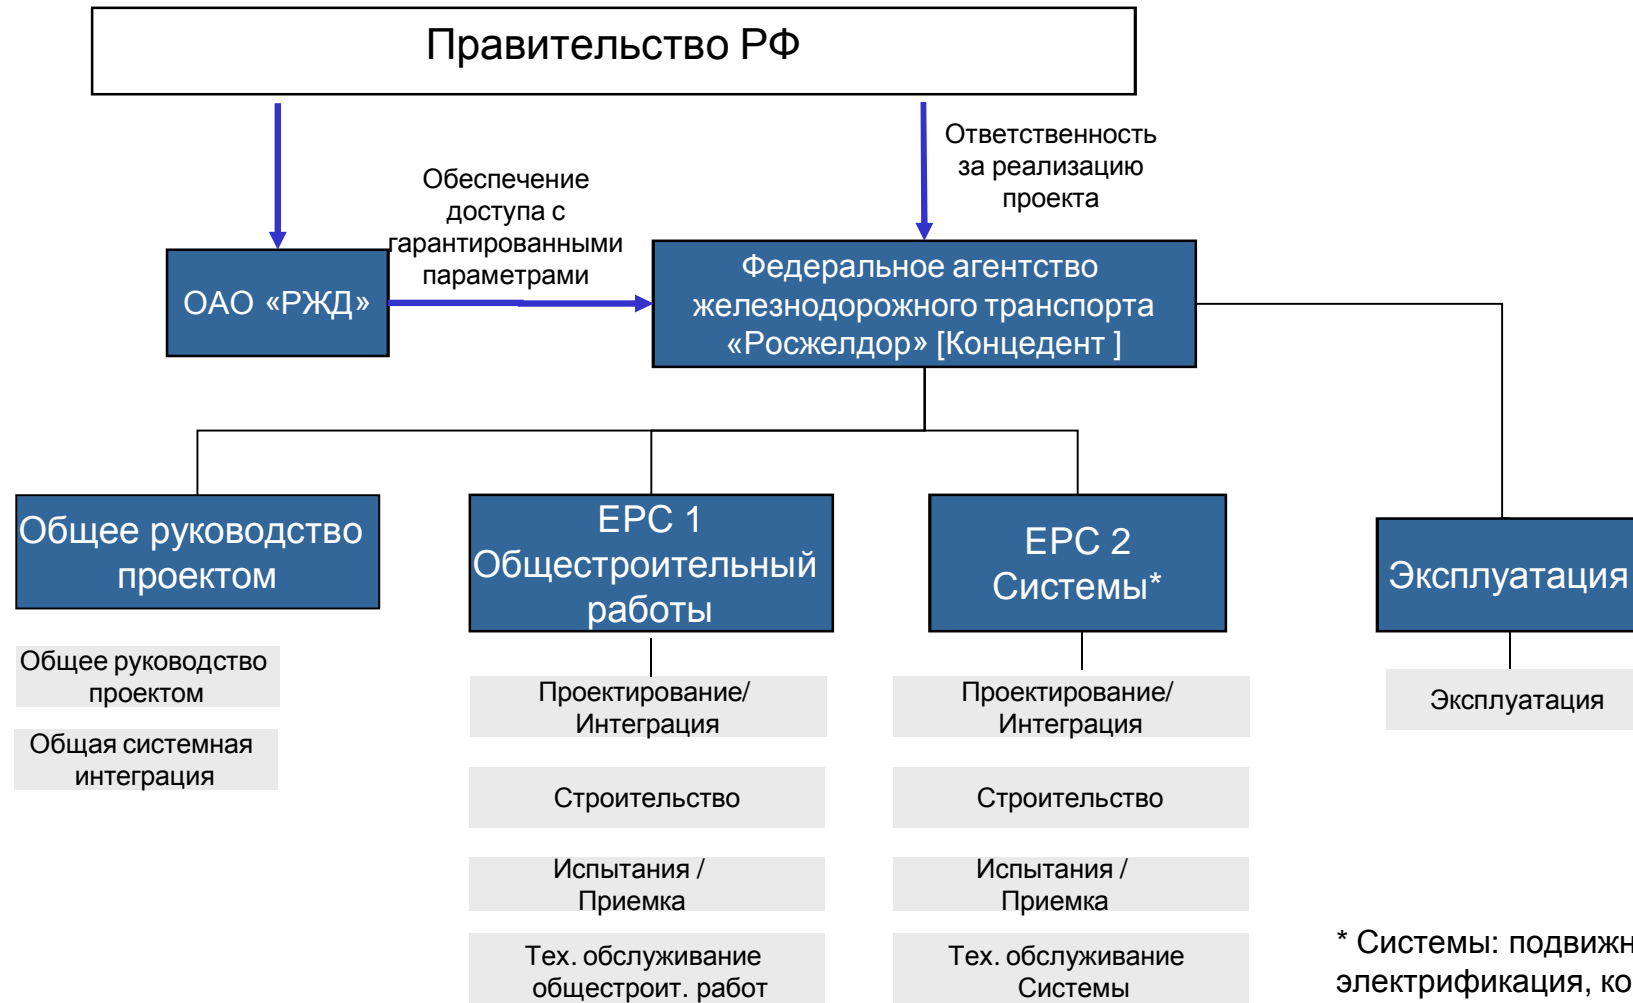 Правительство РФ
Ответственность
за реализацию
проекта
Обеспечение
доступа с
гарантированными
параметрами
ОАО «РЖД»
Федеральное агентство
железнодорожного транспорта
«Росжелдор» [Концедент ]
Общее руководство
проектом
EPC 1
Общестроительный
работы
EPC 2
Системы*
Эксплуатация
Общее руководство
проектом
Общая системная
интеграция
Проектирование/
Интеграция
Строительство
Испытания /
Приемка
Тех. обслуживание
общестроит. работ
Проектирование/
Интеграция
Строительство
Испытания /
Приемка
Тех. обслуживание
Системы
Эксплуатация
* Системы:
электрификация,